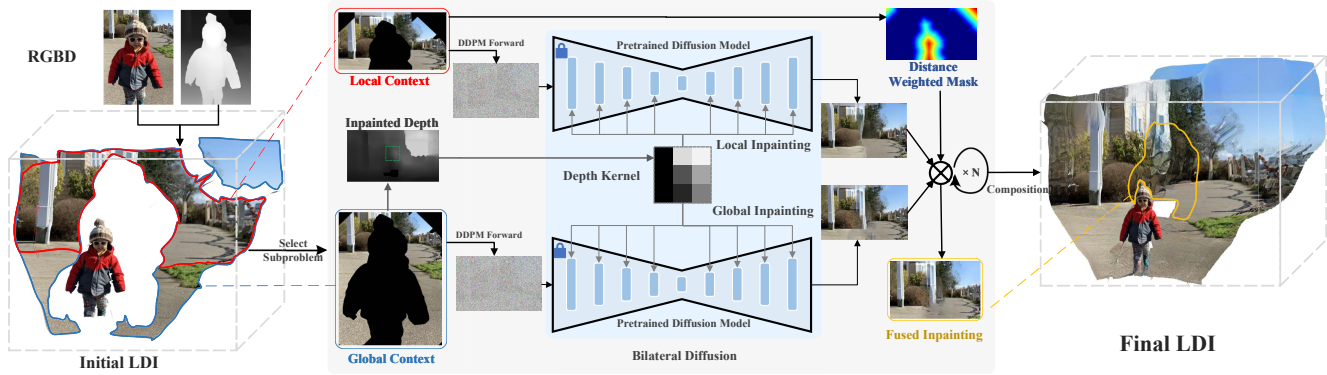 RGBD
Initial LDI
Select
Subproblem
Local Context
Inpainted Depth
Global Context
DDPM Forward
DDPM Forward
Pretrained Diffusion Model
Local Inpainting
Depth Kernel
Global Inpainting
Pretrained Diffusion Model
Bilateral Diffusion
Distance
Weighted Mask
× N
Composition
Fused Inpainting
Final LDI